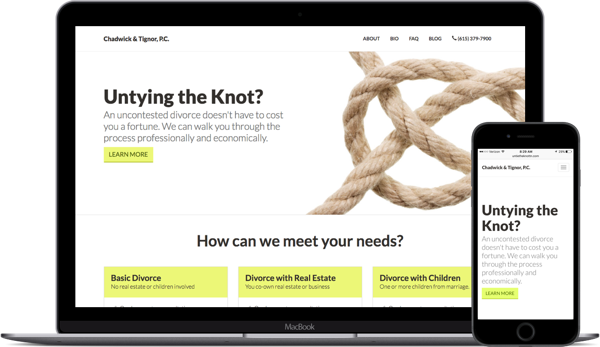 Chadwick & Tignor, P.C. ABOUT BIO FAQ BLOG (615) 379-7900
Untying the Knot?
An uncontested divorce doesn't have to cost
you a fortune. We can walk you through the
process professionally and economically.
LEARN MORE
How can we meet your needs?
Basic Divorce
No real estate or children involved
Divorce with Real Estate
You co-own real estate or business
Divorce with Children
One or more children from marriage.
MacBook
Verizon 8:26 AM
Chadwick & Tignor, P.C.
Untying the
Knot?
An uncontested divorce
doesn't have to cost you a
fortune. We can walk you
through the process
professionally and
economically.
LEARN MORE